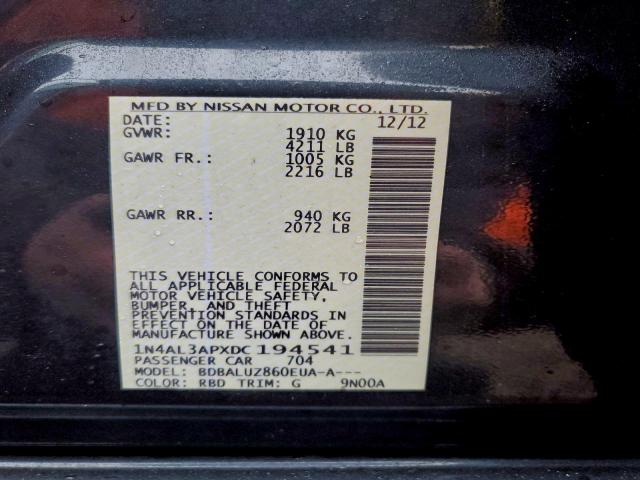 MFD BY NISSAN MOTOR CO., LTD.
DATE: 12/12
GVWR: 1910 KG
4211 LB
GAWR FR.: 1005 KG
2216 LB
GAWR RR.: 940 KG
2072 LB
THIS VEHICLE CONFORMS TO
ALL APPLICABLE FEDERAL
MOTOR VEHICLE SAFETY,
BUMPER, AND THEFT
PREVENTION STANDARDS IN
EFFECT ON THE DATE OF
MANUFACTURE SHOWN ABOVE.
1N4AL3APXDC 194541
PASSENGER CAR 704
MODEL: BDBALUZ860EUA-A---
COLOR: RBD TRIM: G 9N00A